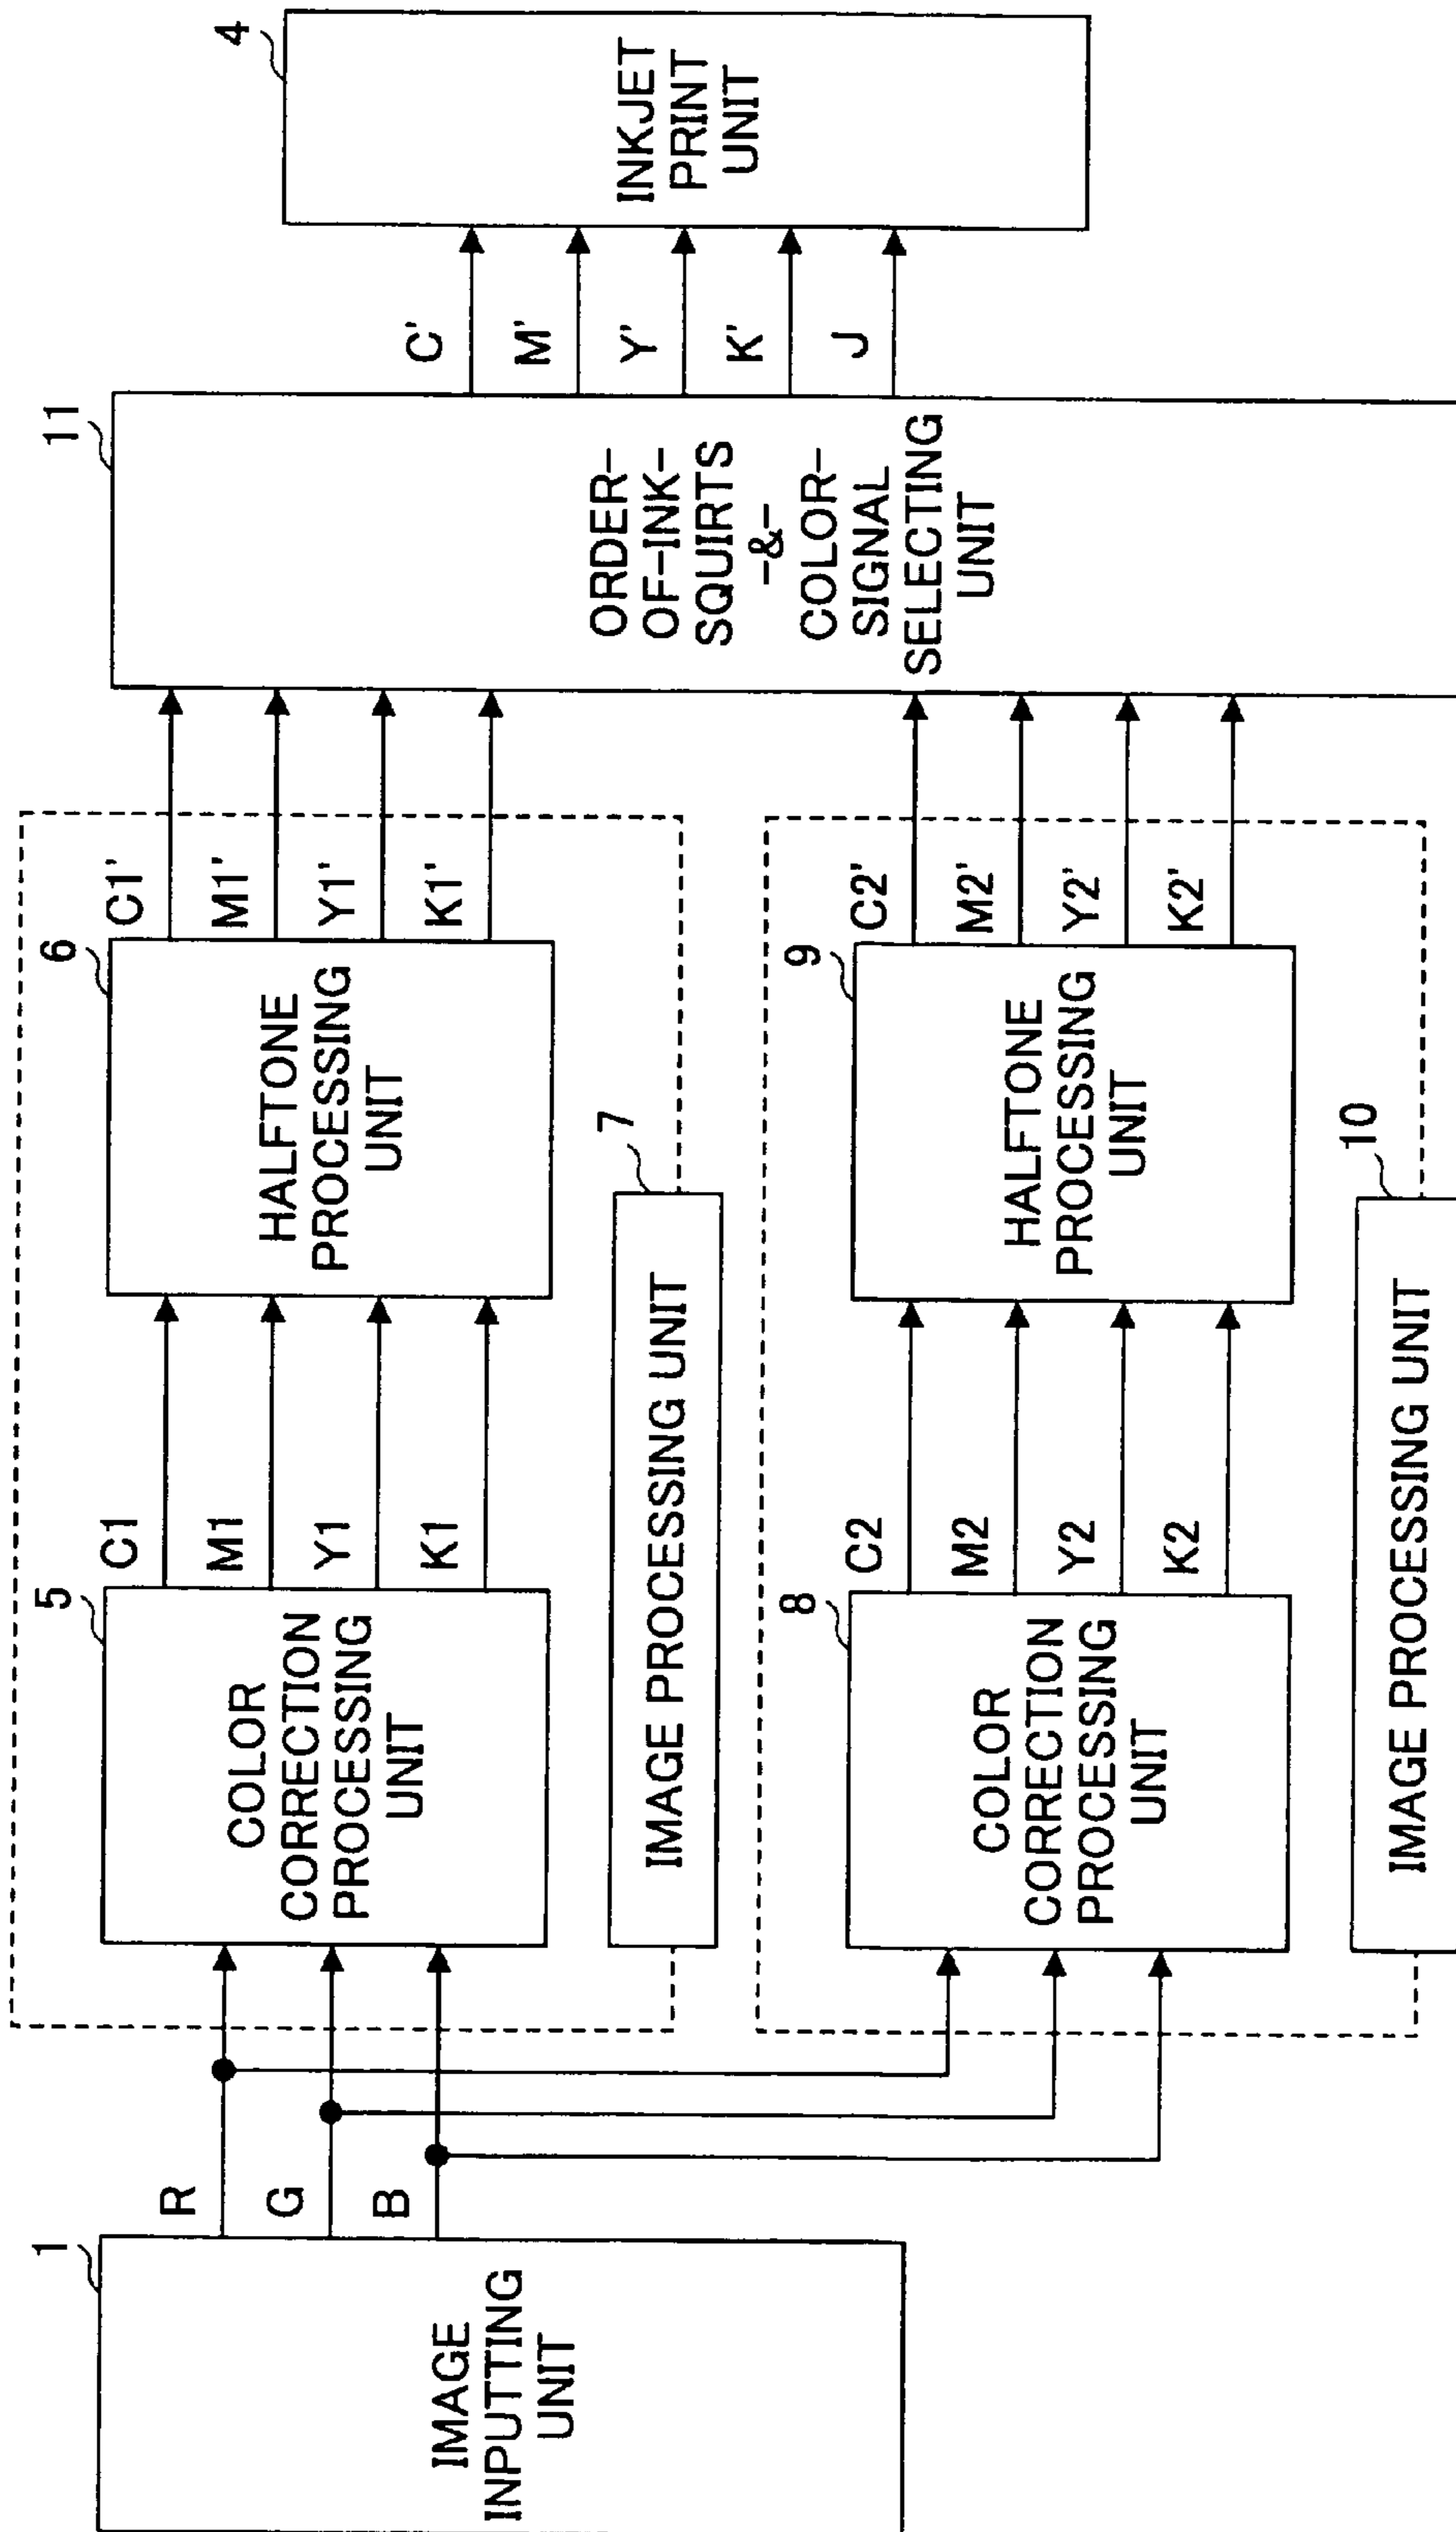 1
IMAGE
INPUTTING
UNIT
R
G
B
5
COLOR
CORRECTION
PROCESSING
UNIT
C1
M1
Y1
K1
6
HALFTONE
PROCESSING
UNIT
C1'
M1'
Y1'
K1'
7
IMAGE PROCESSING UNIT
8
COLOR
CORRECTION
PROCESSING
UNIT
C2
M2
Y2
K2
9
HALFTONE
PROCESSING
UNIT
C2'
M2'
Y2'
K2'
10
IMAGE PROCESSING UNIT
11
ORDER-
OF-INK-
SQUIRTS
-&-
COLOR-
SIGNAL
SELECTING
UNIT
C'
M'
Y'
K'
J
4
INKJET
PRINT
UNIT